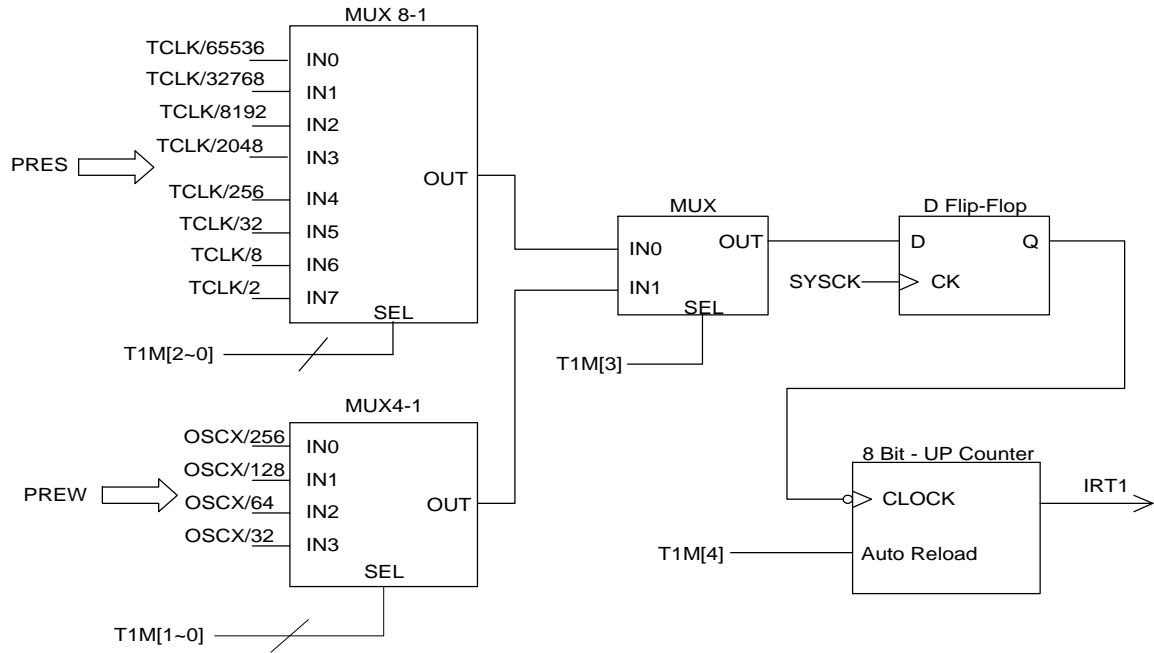 MUX 8-1
TCLK/65536
IN0
TCLK/32768
IN1
TCLK/8192
IN2
TCLK/2048
IN3
PRES
OUT
TCLK/256
IN4
TCLK/32
IN5
TCLK/8
IN6
TCLK/2
IN7
SEL
T1M[2~0]
MUX
IN0
OUT
IN1
SEL
T1M[3]
D Flip-Flop
D
Q
SYSCK
CK
MUX4-1
OSCX/256
IN0
OSCX/128
IN1
PREW
OSCX/64
IN2
OUT
OSCX/32
IN3
SEL
T1M[1~0]
8 Bit - UP Counter
CLOCK
IRT1
T1M[4]
Auto Reload